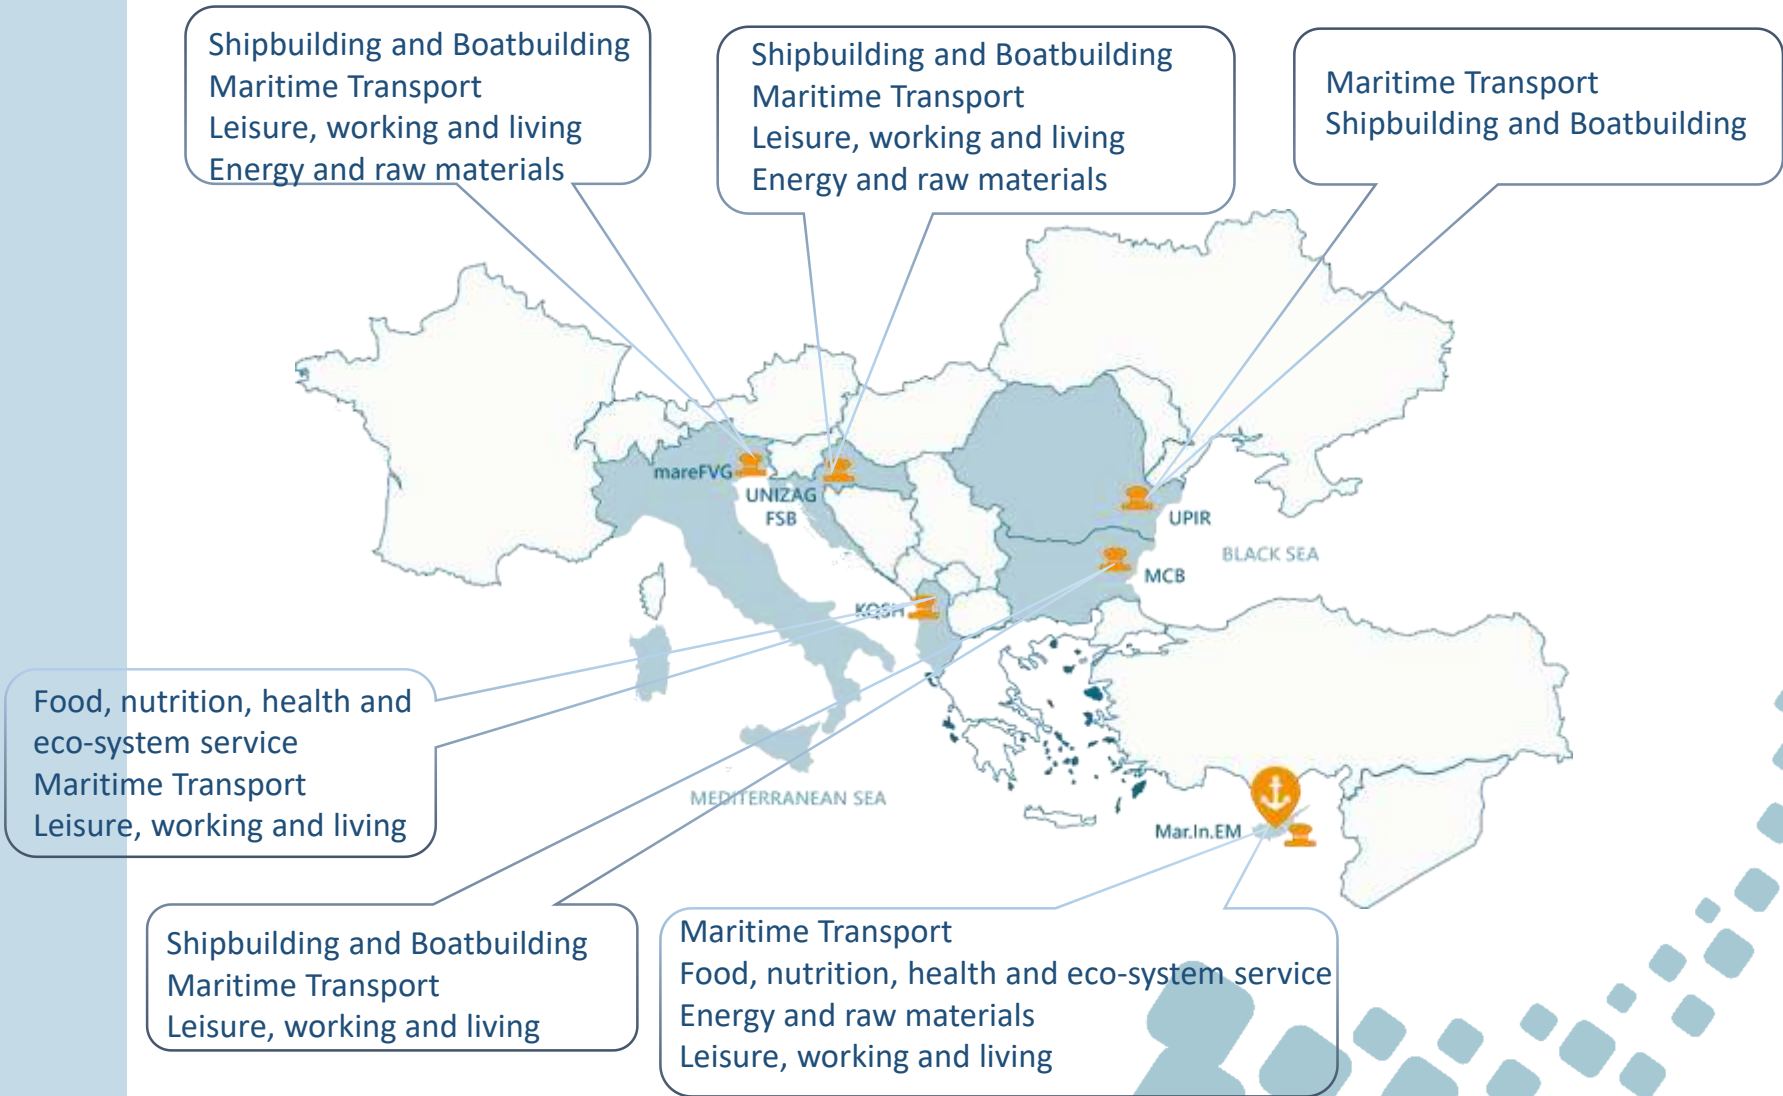 Shipbuilding and Boatbuilding
Maritime Transport
Leisure, working and living
Energy and raw materials
Shipbuilding and Boatbuilding
Maritime Transport
Leisure, working and living
Energy and raw materials
Maritime Transport
Shipbuilding and Boatbuilding
mareFVG
UNIZAG
FSB
UPIR
BLACK SEA
MCB
KQSH
Food, nutrition, health and
eco-system service
Maritime Transport
Leisure, working and living
MEDITERRANEAN SEA
Mar.In.EM
Shipbuilding and Boatbuilding
Maritime Transport
Leisure, working and living
Maritime Transport
Food, nutrition, health and eco-system service
Energy and raw materials
Leisure, working and living